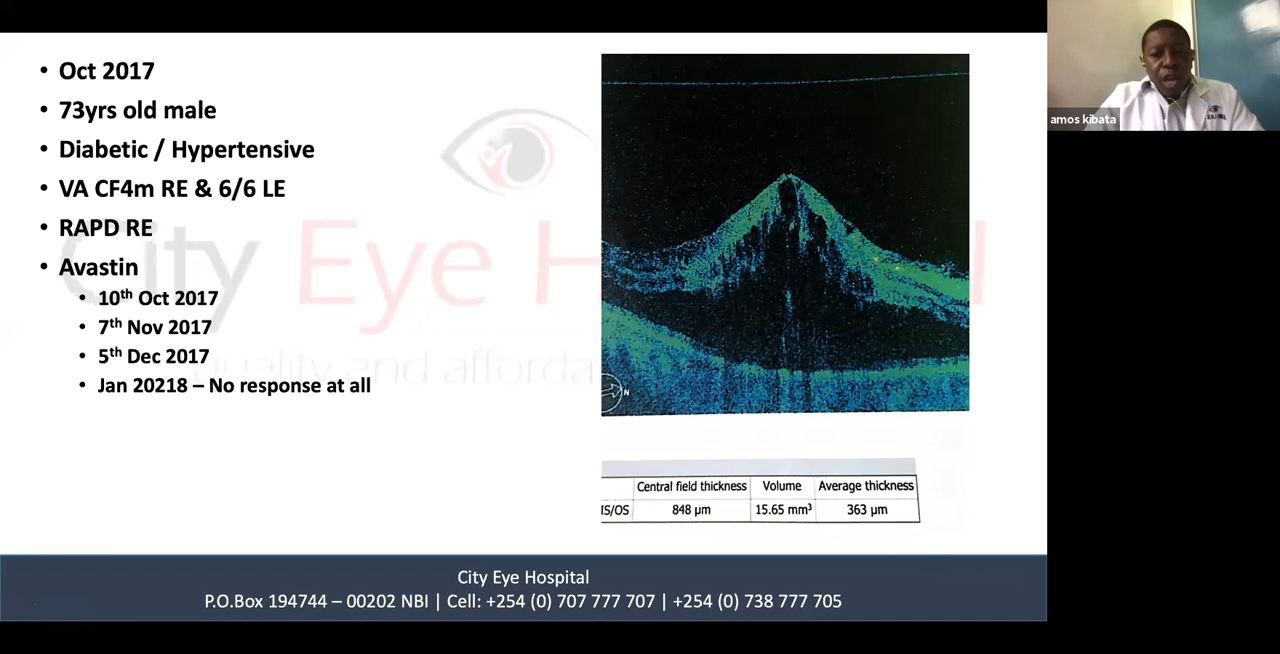 Oct 2017
73yrs old male
Diabetic / Hypertensive
VA CF4m RE & 6/6 LE
RAPD RE
Avastin
10th Oct 2017
7th Nov 2017
5th Dec 2017
Jan 20218 – No response at all
City Eye H
quality and afforda
N
Central field thickness Volume Average thickness
IS/OS 848 µm 15.65 mm³ 363 µm
City Eye Hospital
P.O.Box 194744 – 00202 NBI | Cell: +254 (0) 707 777 707 | +254 (0) 738 777 705
amos kibata